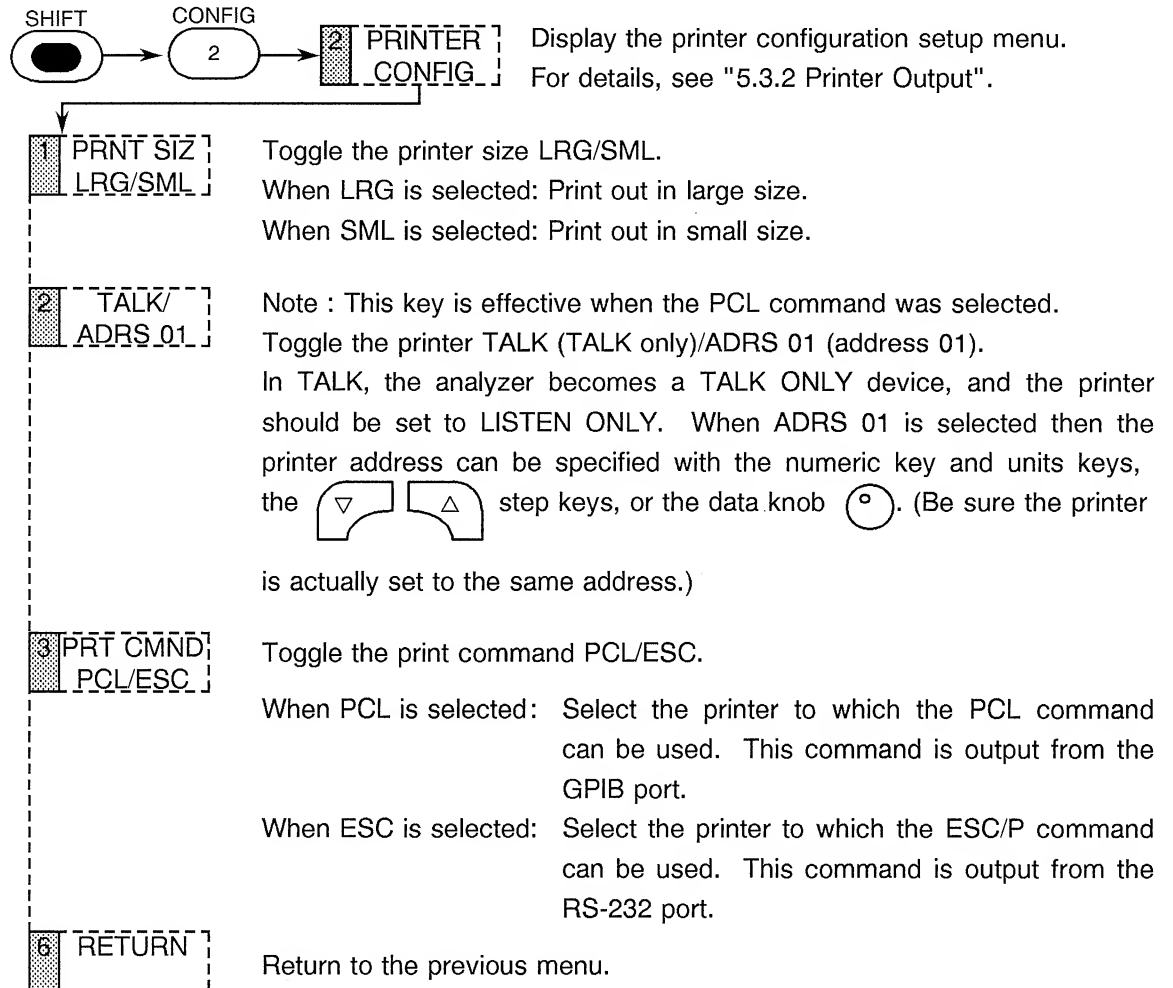 SHIFT CONFIG
2 2 PRINTER Display the printer configuration setup menu.
CONFIG For details, see "5.3.2 Printer Output".
1 PRNT SIZ Toggle the printer size LRG/SML.
LRG/SML When LRG is selected: Print out in large size.
When SML is selected: Print out in small size.
2 TALK/ Note : This key is effective when the PCL command was selected.
ADRS 01 Toggle the printer TALK (TALK only)/ADRS 01 (address 01).
In TALK, the analyzer becomes a TALK ONLY device, and the printer
should be set to LISTEN ONLY. When ADRS 01 is selected then the
printer address can be specified with the numeric key and units keys,
the ▽ △ step keys, or the data knob . (Be sure the printer
is actually set to the same address.)
3 PRT CMND Toggle the print command PCL/ESC.
PCL/ESC
When PCL is selected: Select the printer to which the PCL command
can be used. This command is output from the
GPIB port.
When ESC is selected: Select the printer to which the ESC/P command
can be used. This command is output from the
RS-232 port.
6 RETURN
Return to the previous menu.